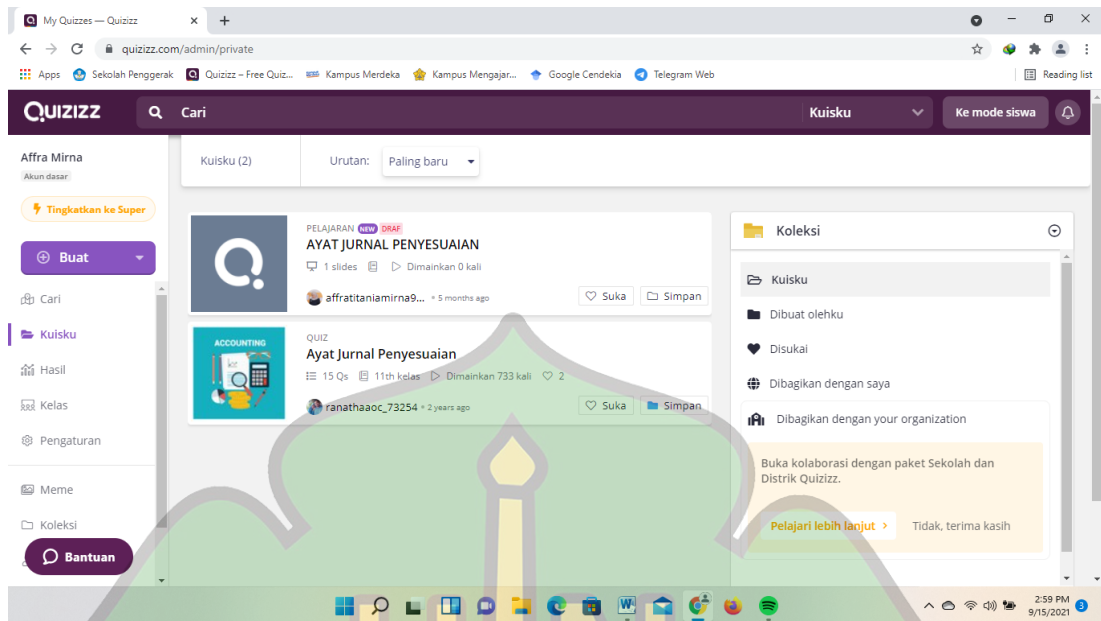 My Quizzes — Quizizz
quizizz.com/admin/private
Apps Sekolah Penggerak Quizizz – Free Quiz... Kampus Merdeka Kampus Mengajar... Google Cendekia Telegram Web Reading list
QUIZIZZ Cari Kuisku Ke mode siswa
Affra Mirna
Akun dasar
Tingkatkan ke Super
Buat
Cari
Kuisku
Hasil
Kelas
Pengaturan
Meme
Koleksi
Bantuan
Kuisku (2) Urutan: Paling baru
PELAJARAN NEW DRAF
AYAT JURNAL PENYESUAIAN
1 slides Dimainkan 0 kali
affratitaniamirna9... • 5 months ago Suka Simpan
ACCOUNTING
QUIZ
Ayat Jurnal Penyesuaian
15 Qs 11th kelas Dimainkan 733 kali 2
ranathaaoc_73254 • 2 years ago Suka Simpan
Koleksi
Kuisku
Dibuat olehku
Disukai
Dibagikan dengan saya
Dibagikan dengan your organization
Buka kolaborasi dengan paket Sekolah dan
Distrik Quizizz.
Pelajari lebih lanjut > Tidak, terima kasih
2:59 PM
9/15/2021
3